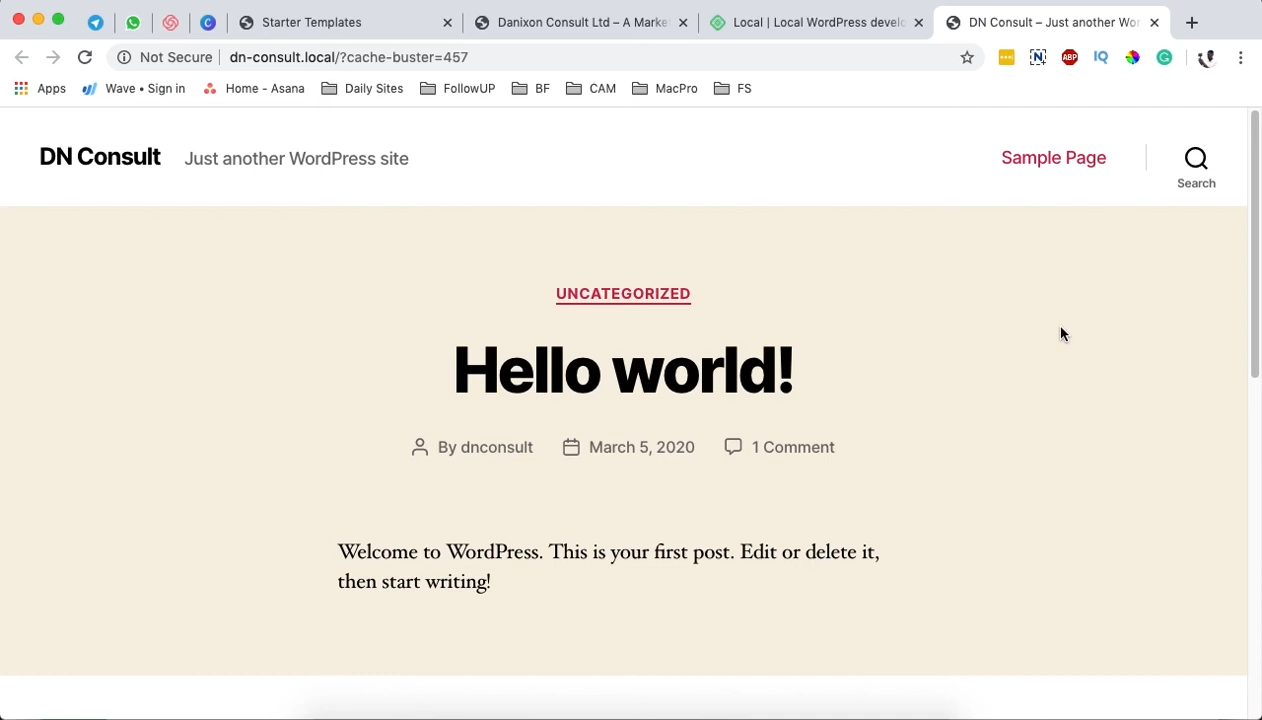 Starter Templates
Danixon Consult Ltd – A Marke
Local | Local WordPress develo
DN Consult – Just another Wor
Not Secure
dn-consult.local/?cache-buster=457
ABP
IQ
Apps
Wave • Sign in
Home - Asana
Daily Sites
FollowUP
BF
CAM
MacPro
FS
DN Consult
Just another WordPress site
Sample Page
Search
UNCATEGORIZED
Hello world!
By dnconsult
March 5, 2020
1 Comment
Welcome to WordPress. This is your first post. Edit or delete it,
then start writing!